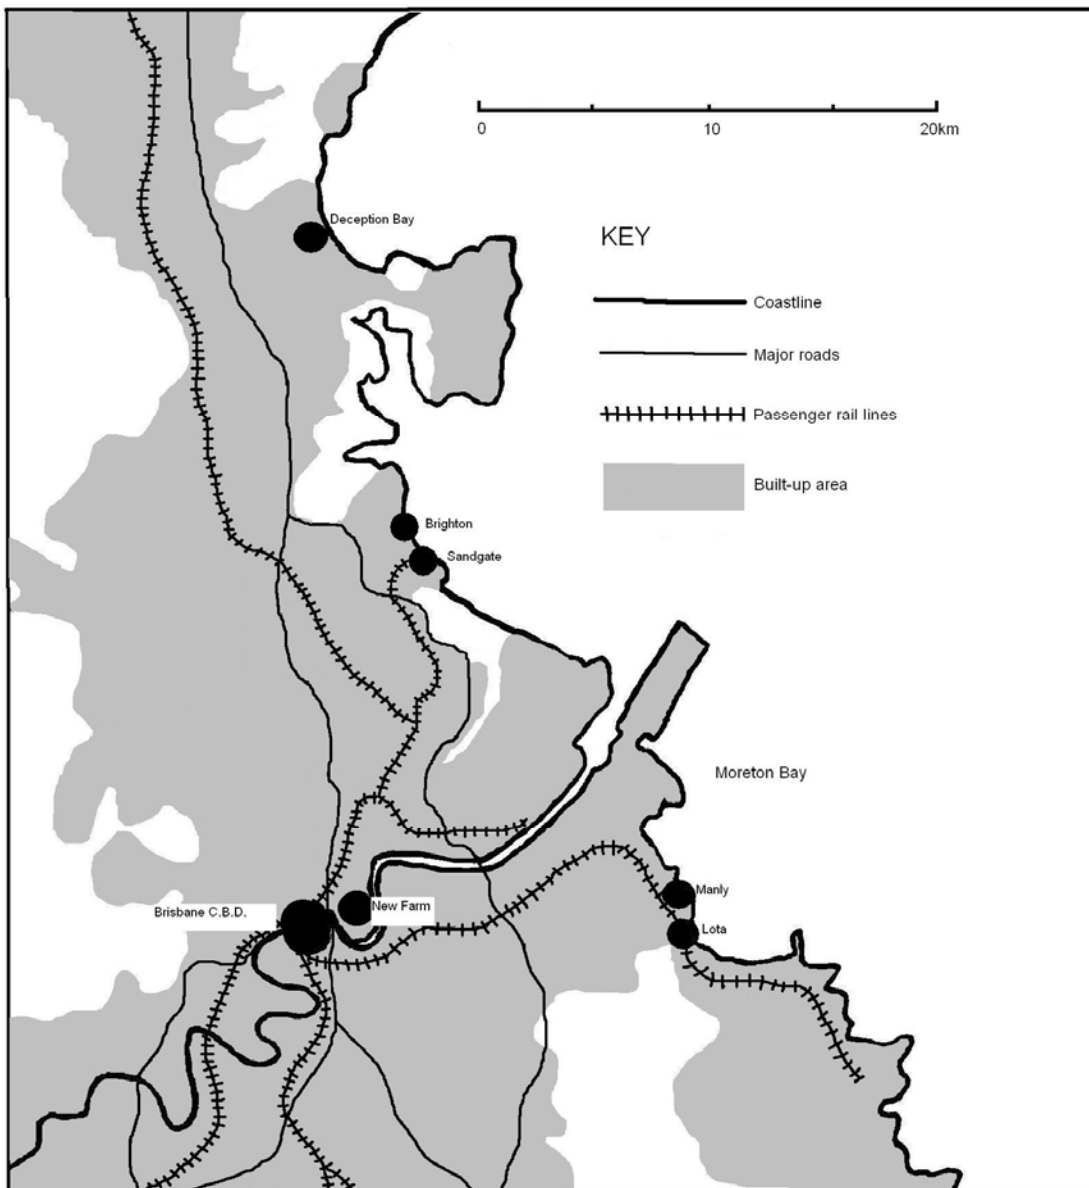 0 10 20km
Deception Bay
KEY
Coastline
Major roads
Passenger rail lines
Built-up area
Brighton
Sandgate
Moreton Bay
Manly
New Farm
Brisbane C.B.D.
Lota